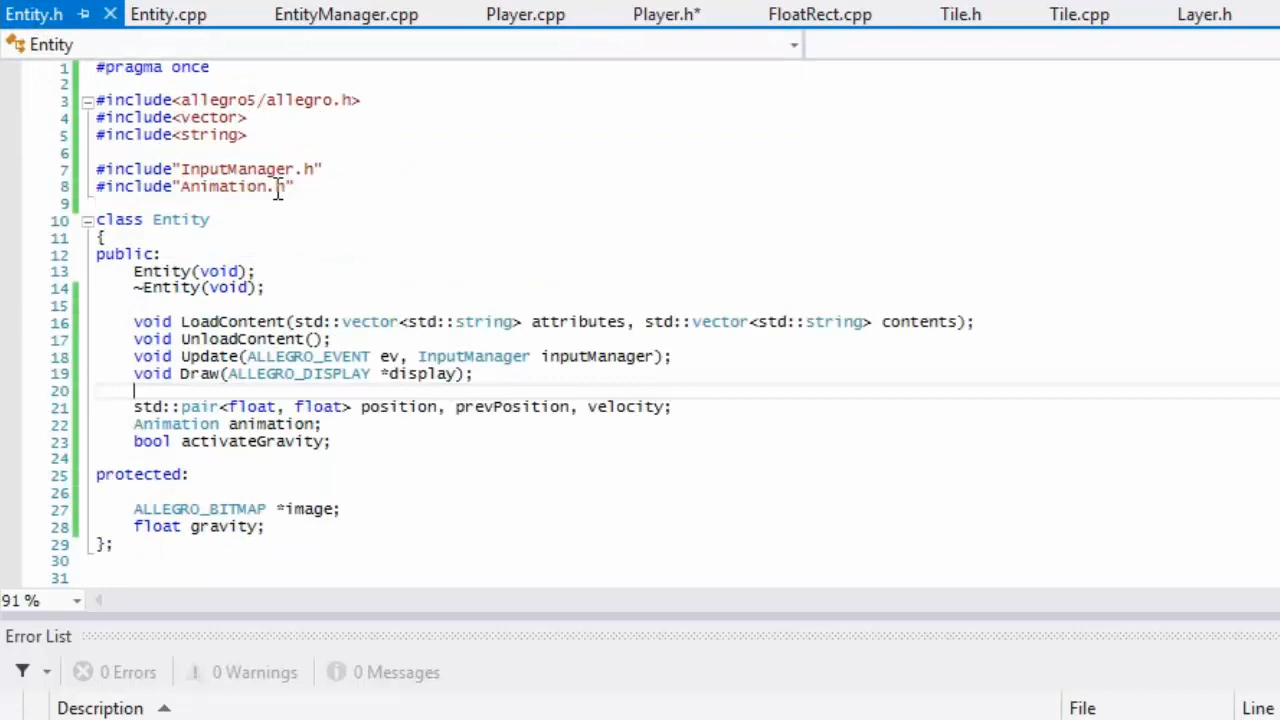 Entity.h Entity.cpp EntityManager.cpp Player.cpp Player.h* FloatRect.cpp Tile.h Tile.cpp Layer.h
Entity
1 #pragma once
2
3 #include<allegro5/allegro.h>
4 #include<vector>
5 #include<string>
6
7 #include"InputManager.h"
8 #include"Animation.h"
9
10 class Entity
11 {
12 public:
13 Entity(void);
14 ~Entity(void);
15
16 void LoadContent(std::vector<std::string> attributes, std::vector<std::string> contents);
17 void UnloadContent();
18 void Update(ALLEGRO_EVENT ev, InputManager inputManager);
19 void Draw(ALLEGRO_DISPLAY *display);
20
21 std::pair<float, float> position, prevPosition, velocity;
22 Animation animation;
23 bool activateGravity;
24
25 protected:
26
27 ALLEGRO_BITMAP *image;
28 float gravity;
29 };
30
31
91 %
Error List
0 Errors 0 Warnings 0 Messages
Description File Line